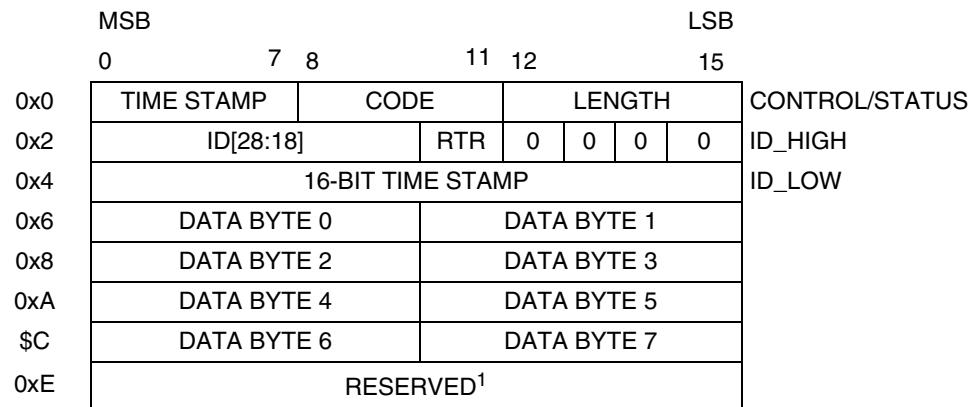 MSB LSB
0 7 8 11 12 15
0x0 TIME STAMP CODE LENGTH CONTROL/STATUS
0x2 ID[28:18] RTR 0 0 0 0 ID_HIGH
0x4 16-BIT TIME STAMP ID_LOW
0x6 DATA BYTE 0 DATA BYTE 1
0x8 DATA BYTE 2 DATA BYTE 3
0xA DATA BYTE 4 DATA BYTE 5
$C DATA BYTE 6 DATA BYTE 7
0xE RESERVED1